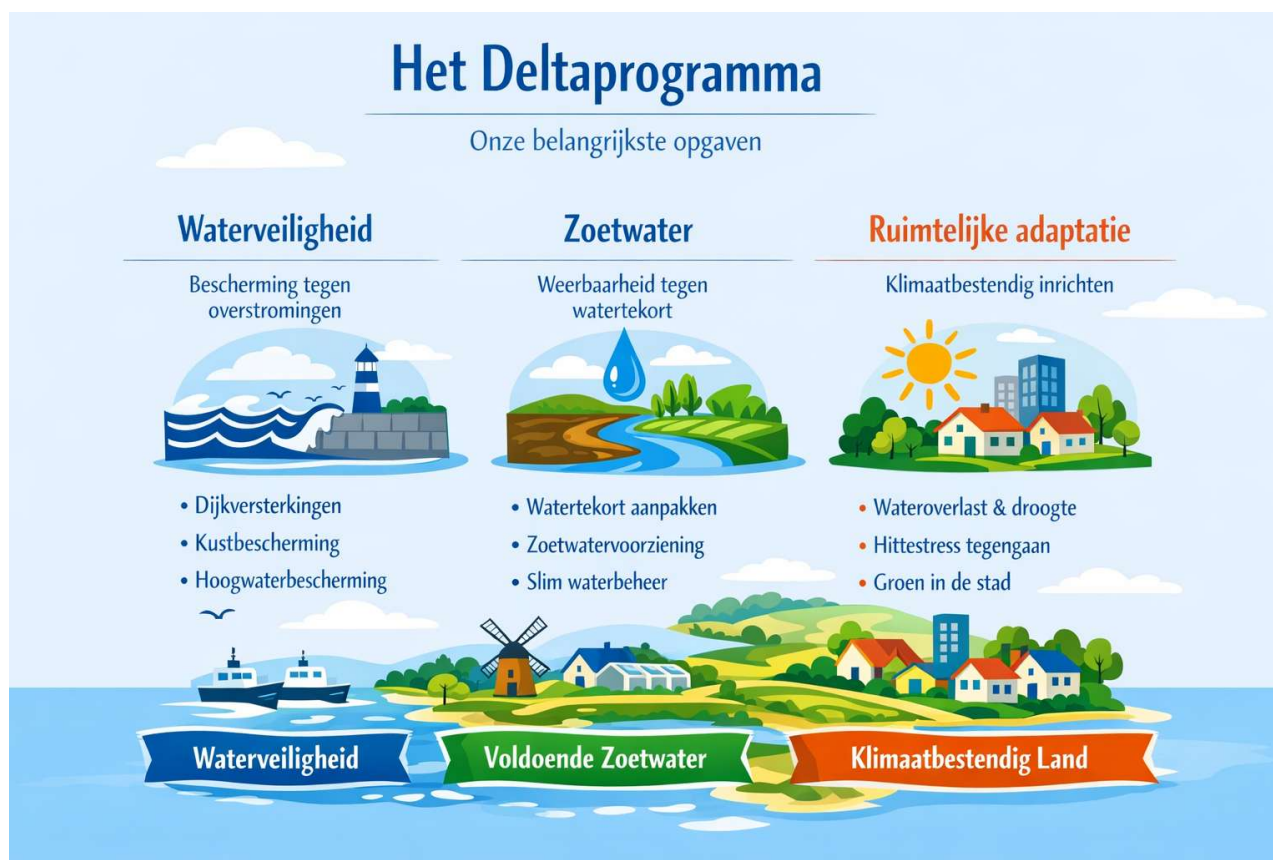 Het Deltaprogramma
Onze belangrijkste opgaven
Waterveiligheid
Bescherming tegen
overstromingen
• Dijkversterkingen
• Kustbescherming
• Hoogwaterbescherming
Zoetwater
Weerbaarheid tegen
watertekort
• Watertekort aanpakken
• Zoetwatervoorziening
• Slim waterbeheer
Ruimtelijke adaptatie
Klimaatbestendig inrichten
• Wateroverlast & droogte
• Hittestress tegengaan
• Groen in de stad
Waterveiligheid
Voldoende Zoetwater
Klimaatbestendig Land